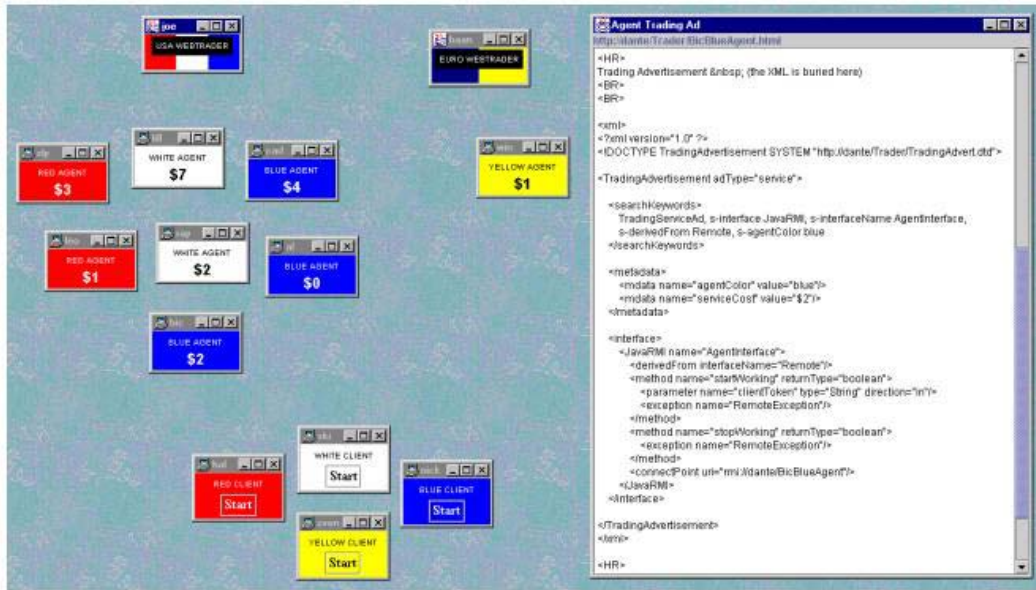 joe
USA WEBTRADER
EURO WEBTRADER
WHITE AGENT
$7
RED AGENT
$3
BLUE AGENT
$4
YELLOW AGENT
$1
RED AGENT
$1
WHITE AGENT
$2
BLUE AGENT
$0
bic
BLUE AGENT
$2
WHITE CLIENT
Start
hal
RED CLIENT
Start
nick
BLUE CLIENT
Start
YELLOW CLIENT
Start
Agent Trading Ad
http://dante/Trader/BicBlueAgent.html
<HR>
Trading Advertisement &nbsp; (the XML is buried here)
<BR>
<BR>
<xml>
<?xml version="1.0" ?>
<!DOCTYPE TradingAdvertisement SYSTEM "http://dante/Trader/TradingAdvert.dtd">
<TradingAdvertisement adType="service">
<searchKeywords>
TradingServiceAd, s-interface JavaRMI, s-interfaceName AgentInterface,
s-derivedFrom Remote, s-agentColor blue
</searchKeywords>
<metadata>
<mdata name="agentColor" value="blue"/>
<mdata name="serviceCost" value="$2"/>
</metadata>
<interface>
<JavaRMI name="AgentInterface">
<derivedFrom interfaceName="Remote"/>
<method name="startWorking" returnType="boolean">
<parameter name="clientToken" type="String" direction="in"/>
<exception name="RemoteException"/>
</method>
<method name="stopWorking" returnType="boolean">
<exception name="RemoteException"/>
</method>
<connectPoint uri="rmi://dante/BicBlueAgent"/>
</JavaRMI>
</interface>
</TradingAdvertisement>
</xml>
<HR>